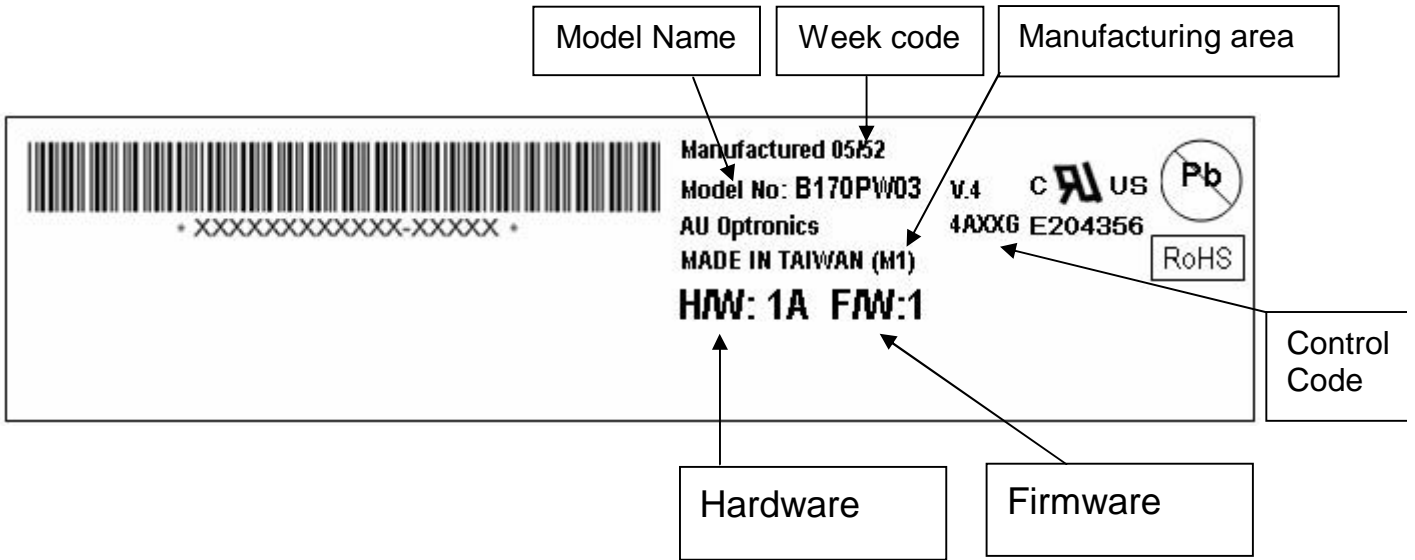 Model Name
Week code
Manufacturing area
Manufactured 05/52
Model No: B170PW03 V.4
C RU US
Pb
* XXXXXXXXXXXX-XXXXX *
AU Optronics 4AXXG E204356
MADE IN TAIWAN (M1)
RoHS
H/W: 1A F/W:1
Control
Code
Hardware
Firmware